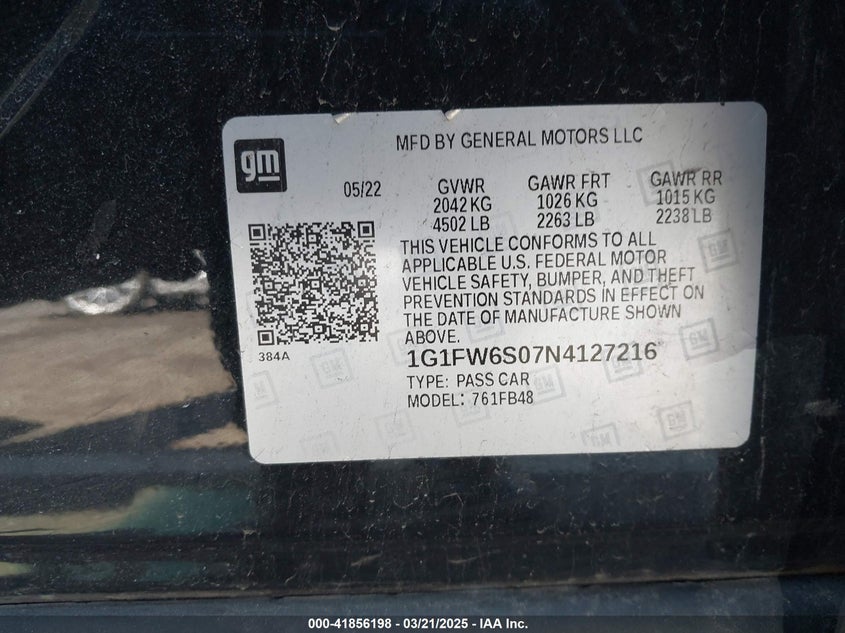 gm
MFD BY GENERAL MOTORS LLC
05/22
GVWR GAWR FRT GAWR RR
2042 KG 1026 KG 1015 KG
4502 LB 2263 LB 2238 LB
THIS VEHICLE CONFORMS TO ALL
APPLICABLE U.S. FEDERAL MOTOR
VEHICLE SAFETY, BUMPER, AND THEFT
PREVENTION STANDARDS IN EFFECT ON
THE DATE OF MANUFACTURE SHOWN
ABOVE.
384A
1G1FW6S07N4127216
TYPE: PASS CAR
MODEL: 761FB48
000-41856198 - 03/21/2025 - IAA Inc.